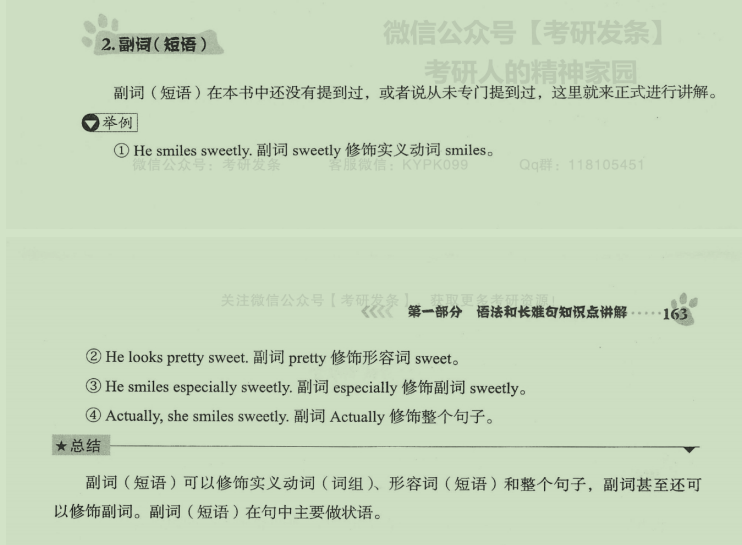 微信公众号【考研发条】
2.副词(短语)
考研人的精神家园
副词（短语）在本书中还没有提到过，或者说从未专门提到过，这里就来正式进行讲解。
举例
① He smiles sweetly. 副词 sweetly 修饰实义动词 smiles。
微信公众号：考研发条 客服微信：KYPK099 Qq群：118105451
关注微信公众号【考研发条】，获取更多考研资源！
第一部分 语法和长难句知识点讲解 ······163
② He looks pretty sweet. 副词 pretty 修饰形容词 sweet。
③ He smiles especially sweetly. 副词 especially 修饰副词 sweetly。
④ Actually, she smiles sweetly. 副词 Actually 修饰整个句子。
★总结
副词（短语）可以修饰实义动词（词组）、形容词（短语）和整个句子，副词甚至还可
以修饰副词。副词（短语）在句中主要做状语。